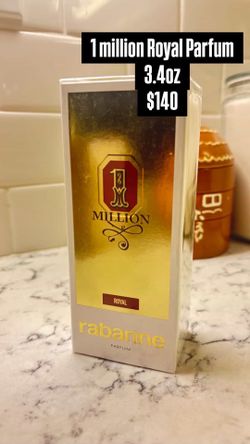 1 million Royal Parfum
3.4oz
$140
1
MILLION
R
ROYAL
rabanne
PARFUM